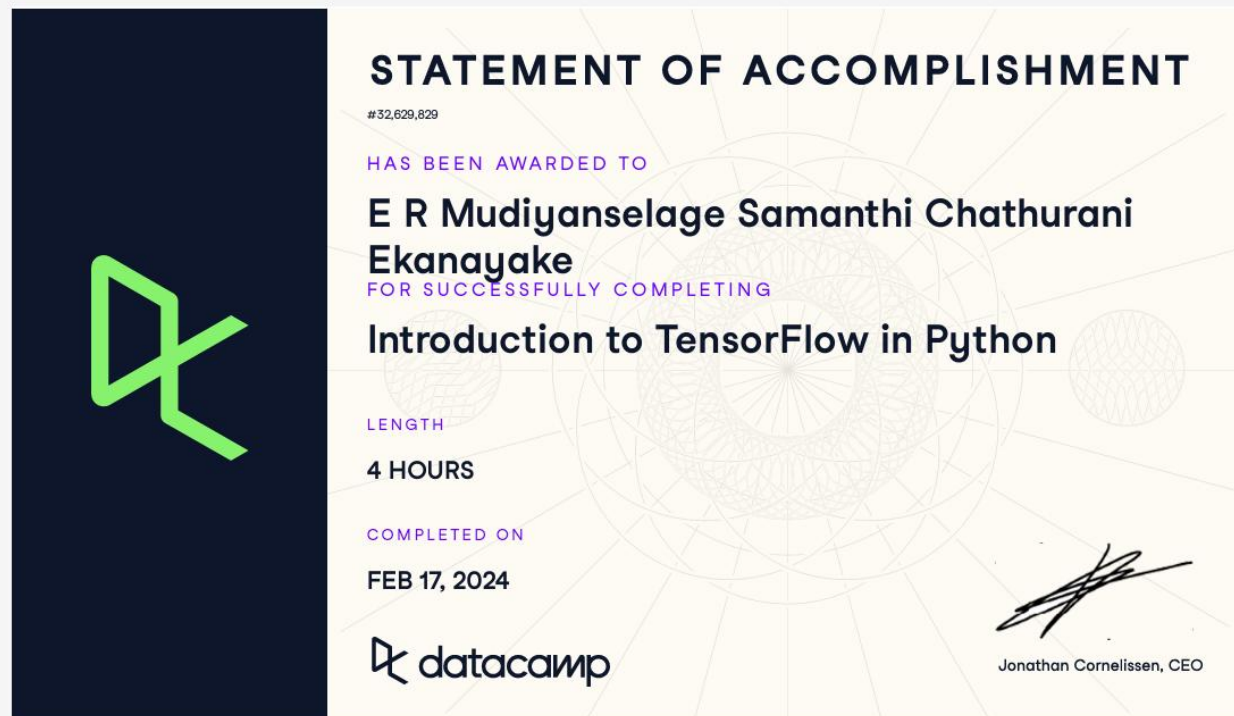 STATEMENT OF ACCOMPLISHMENT
#32,629,829
HAS BEEN AWARDED TO
E R Mudiyanselage Samanthi Chathurani
Ekanayake
FOR SUCCESSFULLY COMPLETING
Introduction to TensorFlow in Python
LENGTH
4 HOURS
COMPLETED ON
FEB 17, 2024
datacamp
Jonathan Cornelissen, CEO